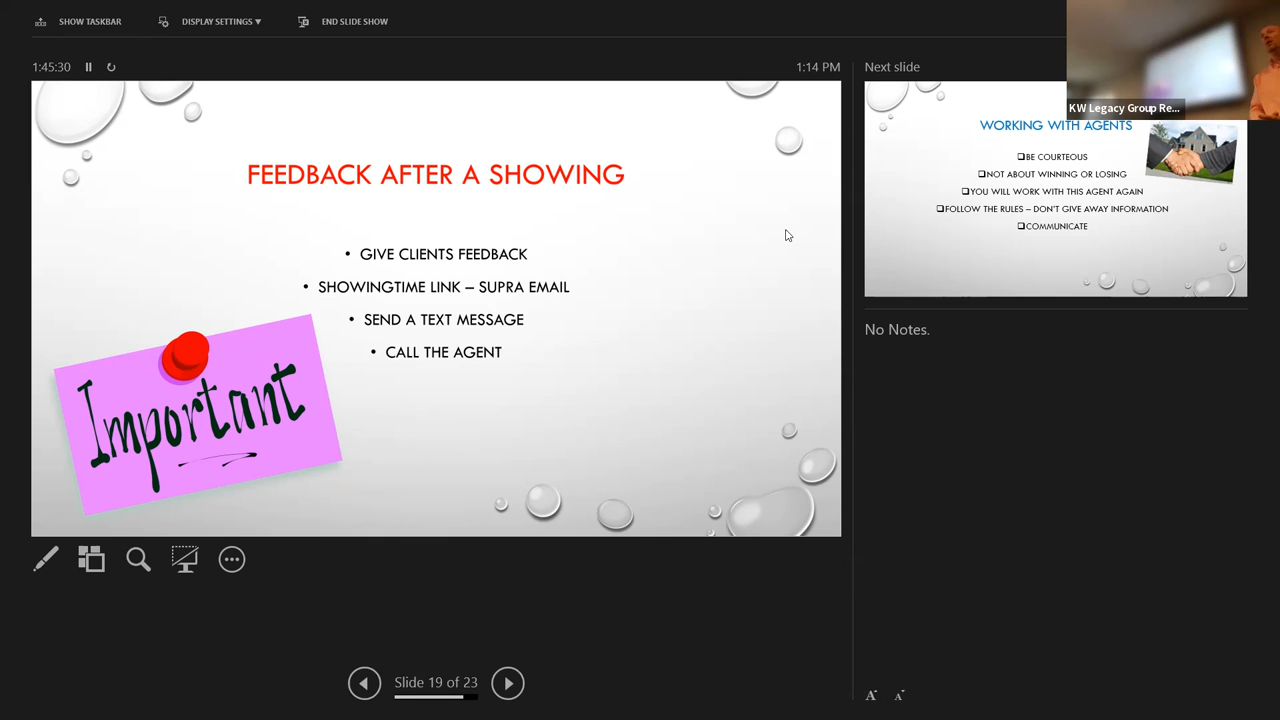 SHOW TASKBAR
DISPLAY SETTINGS ▼
END SLIDE SHOW
1:45:30
1:14 PM
FEEDBACK AFTER A SHOWING
• GIVE CLIENTS FEEDBACK
• SHOWINGTIME LINK – SUPRA EMAIL
• SEND A TEXT MESSAGE
• CALL THE AGENT
Important
Slide 19 of 23
Next slide
KW Legacy Group Re...
WORKING WITH AGENTS
❑BE COURTEOUS
❑NOT ABOUT WINNING OR LOSING
❑YOU WILL WORK WITH THIS AGENT AGAIN
❑FOLLOW THE RULES – DON'T GIVE AWAY INFORMATION
❑COMMUNICATE
No Notes.
A A